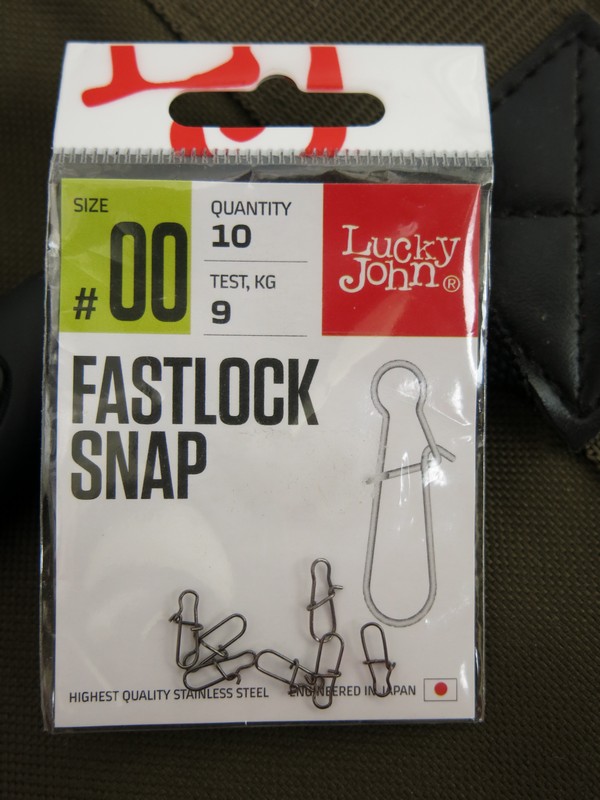 SIZE
#00
QUANTITY
10
TEST, KG
9
Lucky
John®
FASTLOCK
SNAP
HIGHEST QUALITY STAINLESS STEEL
ENGINEERED IN JAPAN